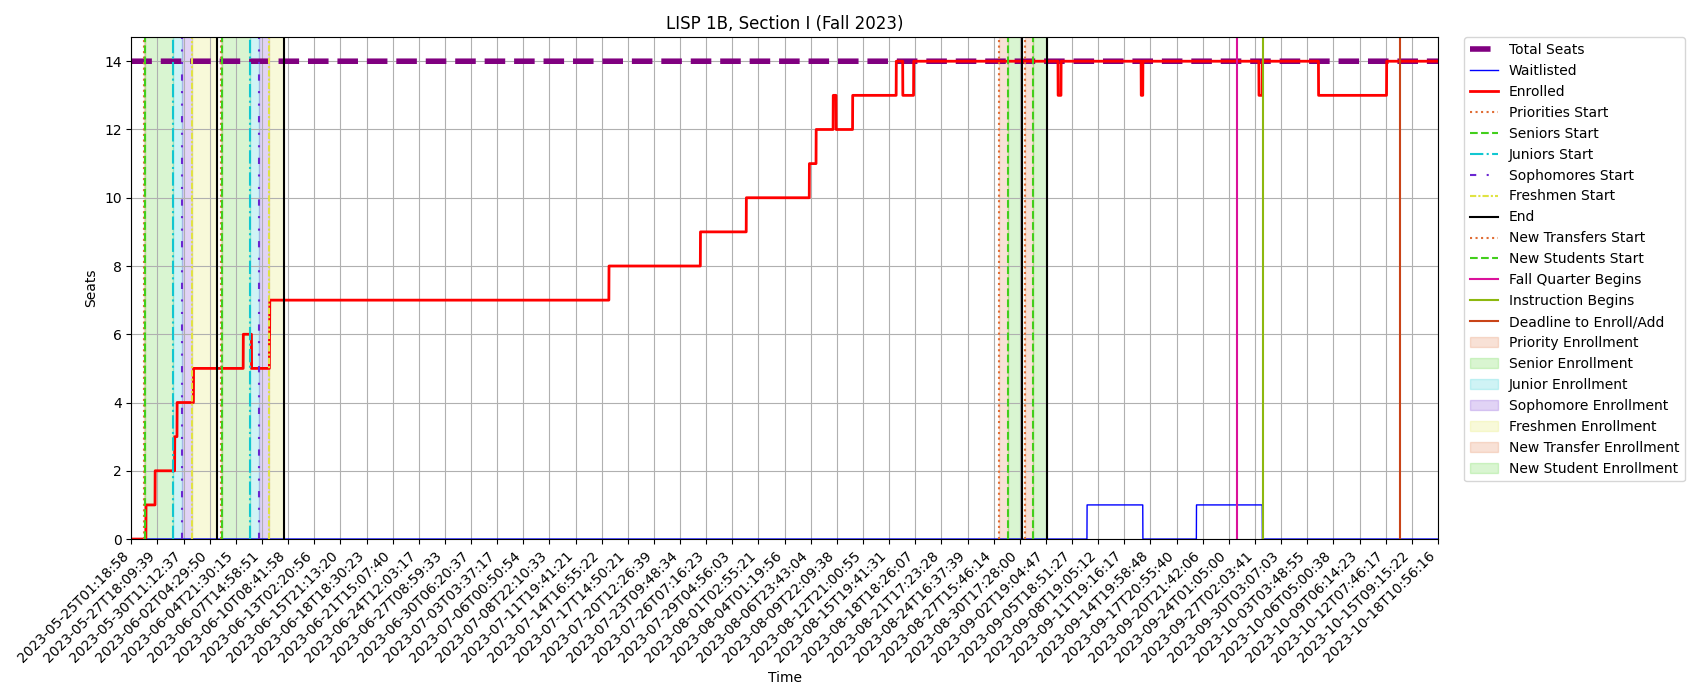 LISP 1B, Section I (Fall 2023)
Seats
14
12
10
8
6
4
2
0
2023-05-25T01:18:58
2023-05-27T18:09:39
2023-05-30T11:12:37
2023-06-02T04:29:50
2023-06-04T21:30:15
2023-06-07T14:58:51
2023-06-10T08:41:58
2023-06-13T02:20:56
2023-06-15T21:13:20
2023-06-18T18:30:23
2023-06-21T15:07:40
2023-06-24T12:03:17
2023-06-27T08:59:33
2023-06-30T06:20:37
2023-07-03T03:37:17
2023-07-06T00:50:54
2023-07-08T22:10:33
2023-07-11T19:41:21
2023-07-14T16:55:22
2023-07-17T14:50:21
2023-07-20T12:26:39
2023-07-23T09:48:34
2023-07-26T07:16:23
2023-07-29T04:56:03
2023-08-01T02:55:21
2023-08-04T01:19:56
2023-08-06T23:43:04
2023-08-09T22:09:38
2023-08-12T21:00:55
2023-08-15T19:41:31
2023-08-18T18:26:07
2023-08-21T17:23:28
2023-08-24T16:37:39
2023-08-27T15:46:14
2023-08-30T17:28:00
2023-09-02T19:04:47
2023-09-05T18:51:27
2023-09-08T19:05:12
2023-09-11T19:16:17
2023-09-14T19:58:48
2023-09-17T20:55:40
2023-09-20T21:42:06
2023-09-24T01:05:00
2023-09-27T02:03:41
2023-09-30T03:07:03
2023-10-03T03:48:55
2023-10-06T05:00:38
2023-10-09T06:14:23
2023-10-12T07:46:17
2023-10-15T09:15:22
2023-10-18T10:56:16
Time
Total Seats
Waitlisted
Enrolled
Priorities Start
Seniors Start
Juniors Start
Sophomores Start
Freshmen Start
End
New Transfers Start
New Students Start
Fall Quarter Begins
Instruction Begins
Deadline to Enroll/Add
Priority Enrollment
Senior Enrollment
Junior Enrollment
Sophomore Enrollment
Freshmen Enrollment
New Transfer Enrollment
New Student Enrollment